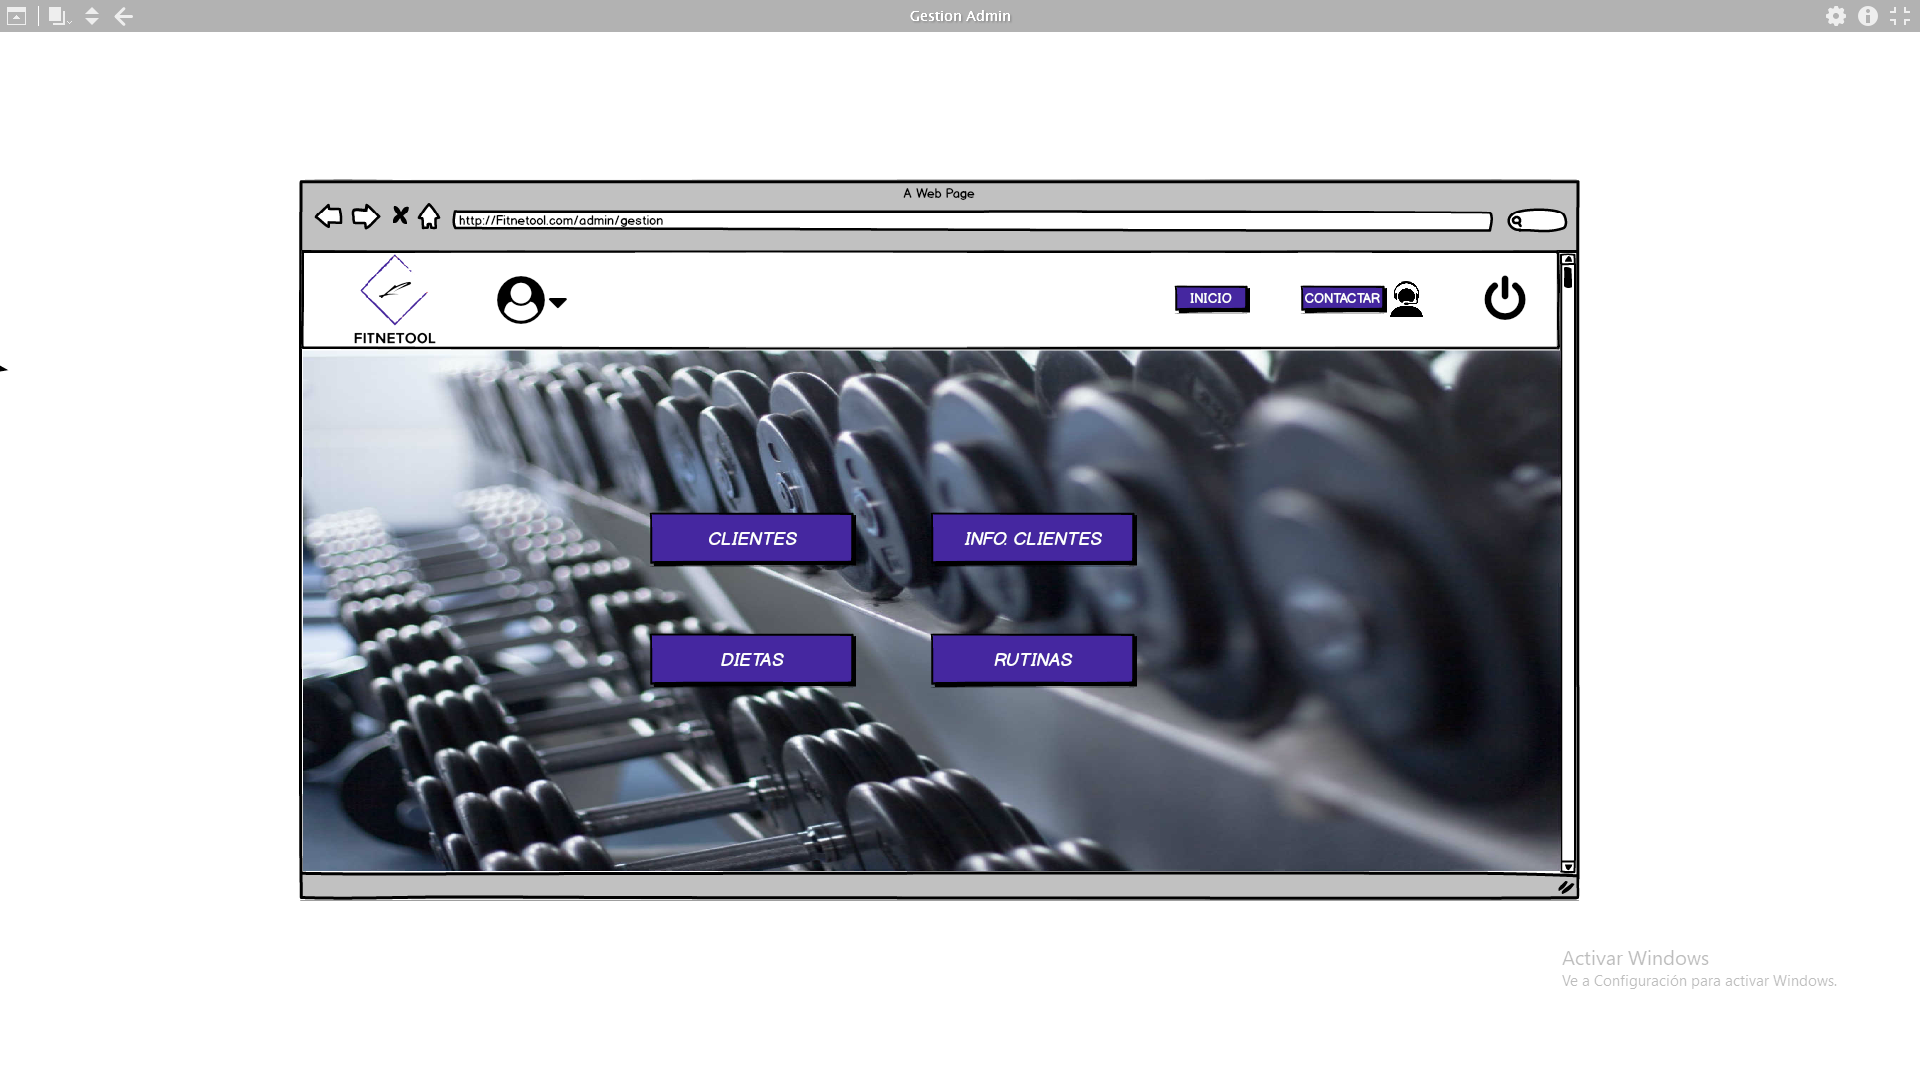 Gestion Admin
A Web Page
http://Fitnetool.com/admin/gestion
FITNETOOL
INICIO
CONTACTAR
CLIENTES
INFO. CLIENTES
DIETAS
RUTINAS
Activar Windows
Ve a Configuración para activar Windows.